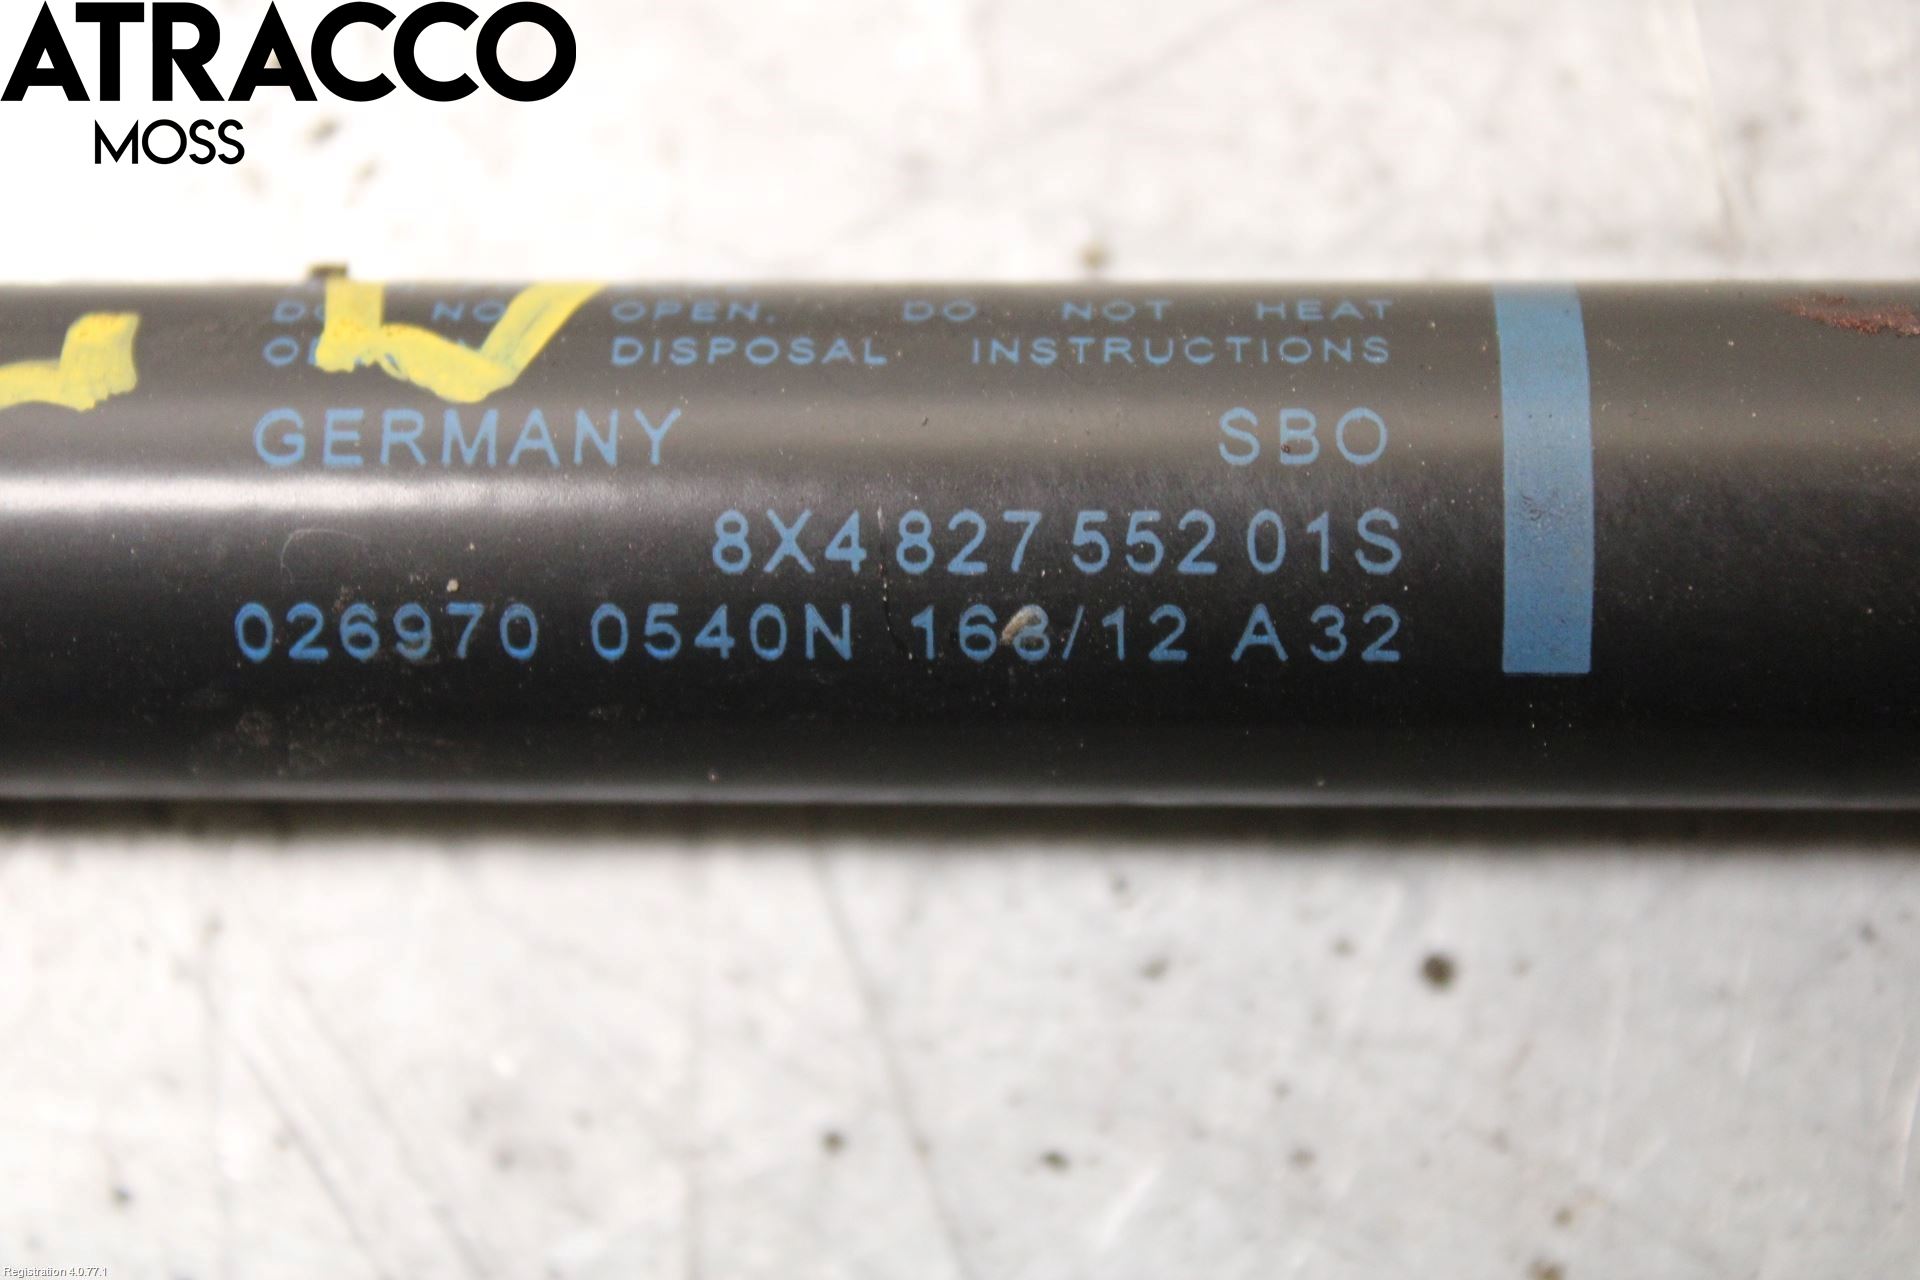 ATRACCO
MOSS
OPEN. DO NOT HEAT
DISPOSAL INSTRUCTIONS
GERMANY SBO
8X4 827 552 01S
026970 0540N 168/12 A32
Registration 4.0.77.1